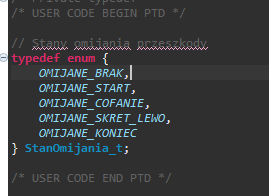 /* USER CODE BEGIN PTD */
// Stany omijania przeszkody
typedef enum {
OMIJANE_BRAK,
OMIJANE_START,
OMIJANE_COFANIE,
OMIJANE_SKRET_LEWO,
OMIJANE_KONIEC
} StanOmijania_t;
/* USER CODE END PTD */